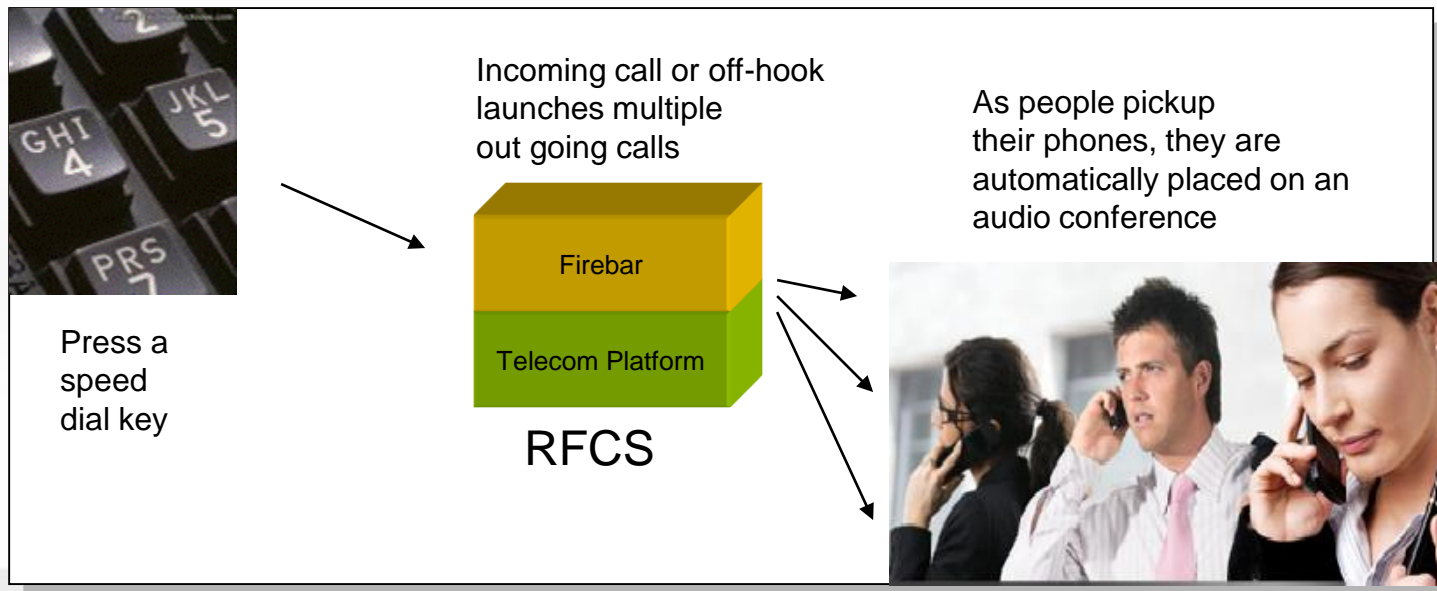 2
JKL
5
GHI
4
PRS
7
Press a
speed
dial key
Incoming call or off-hook
launches multiple
out going calls
Firebar
Telecom Platform
RFCS
As people pickup
their phones, they are
automatically placed on an
audio conference